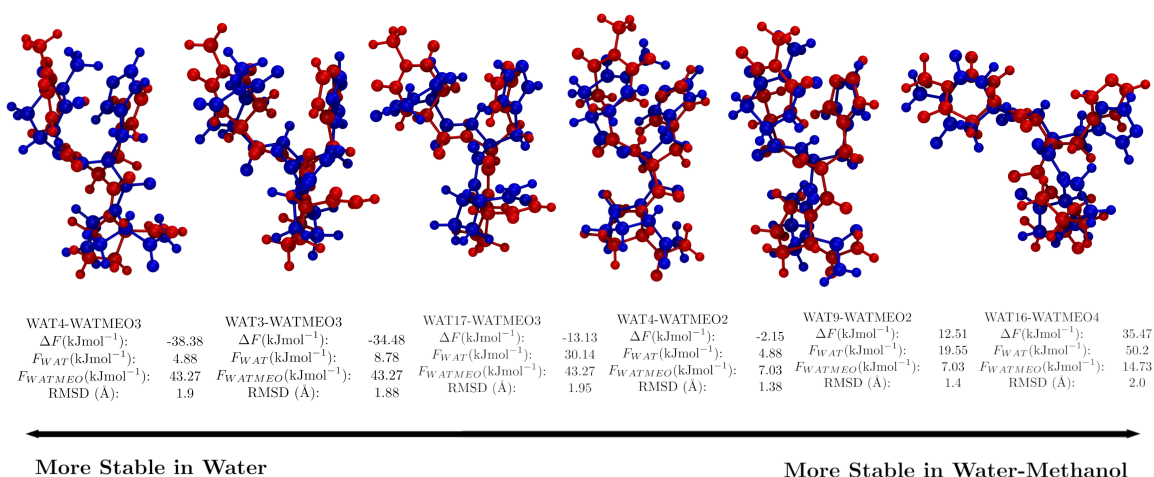 WAT4-WATMEO3
ΔF(kJmol⁻¹): -38.38
F_WAT(kJmol⁻¹): 4.88
F_WATMEO(kJmol⁻¹): 43.27
RMSD (Å): 1.9
WAT3-WATMEO3
ΔF(kJmol⁻¹): -34.48
F_WAT(kJmol⁻¹): 8.78
F_WATMEO(kJmol⁻¹): 43.27
RMSD (Å): 1.88
WAT17-WATMEO3
ΔF(kJmol⁻¹): -13.13
F_WAT(kJmol⁻¹): 30.14
F_WATMEO(kJmol⁻¹): 43.27
RMSD (Å): 1.95
WAT4-WATMEO2
ΔF(kJmol⁻¹): -2.15
F_WAT(kJmol⁻¹): 4.88
F_WATMEO(kJmol⁻¹): 7.03
RMSD (Å): 1.38
WAT9-WATMEO2
ΔF(kJmol⁻¹): 12.51
F_WAT(kJmol⁻¹): 19.55
F_WATMEO(kJmol⁻¹): 7.03
RMSD (Å): 1.4
WAT16-WATMEO4
ΔF(kJmol⁻¹): 35.47
F_WAT(kJmol⁻¹): 50.2
F_WATMEO(kJmol⁻¹): 14.73
RMSD (Å): 2.0
More Stable in Water
More Stable in Water-Methanol